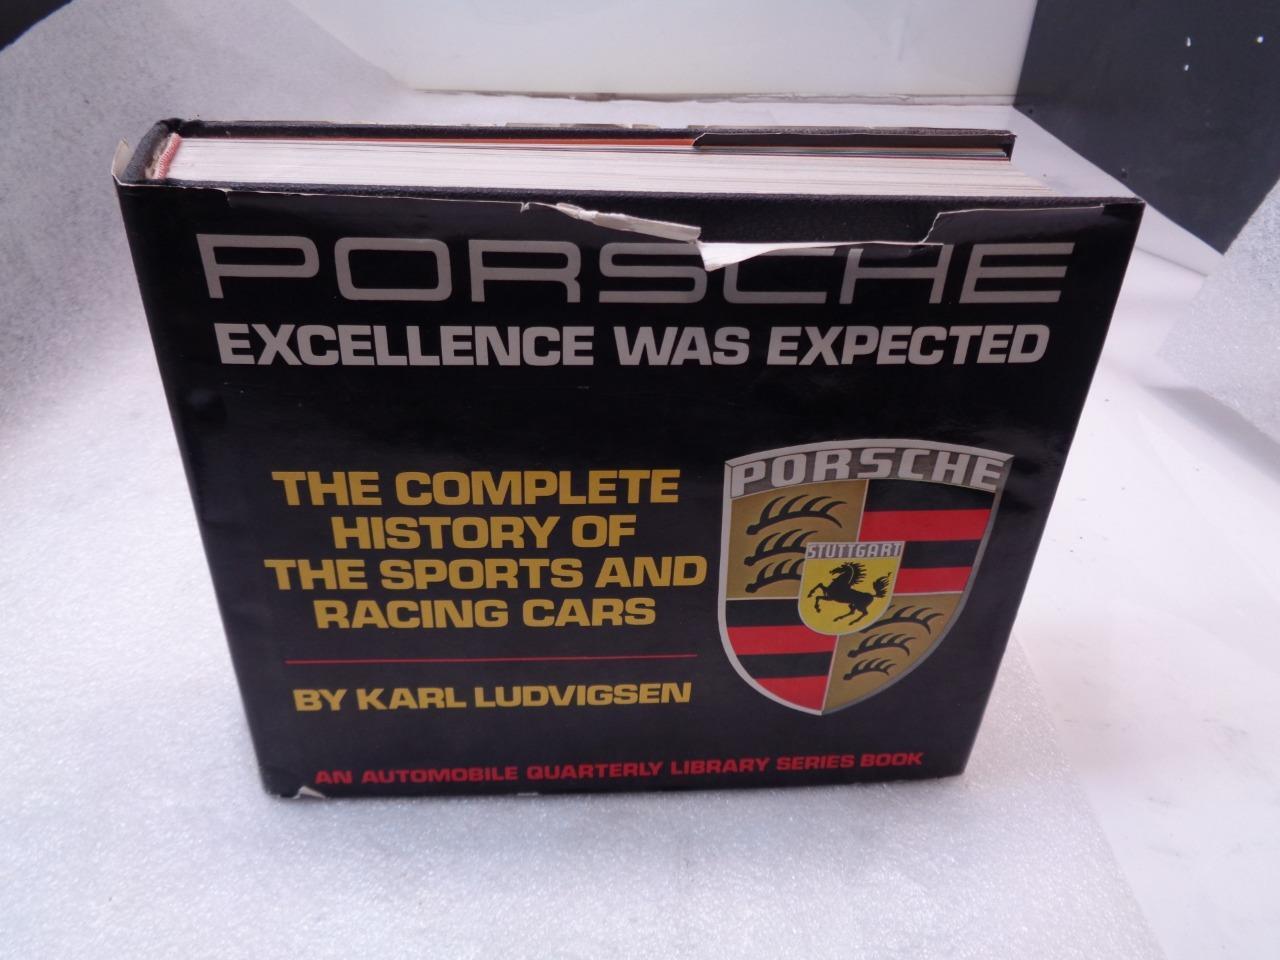 PORSCHE
EXCELLENCE WAS EXPECTED
THE COMPLETE
HISTORY OF
THE SPORTS AND
RACING CARS
BY KARL LUDVIGSEN
PORSCHE
STUTTGART
AN AUTOMOBILE QUARTERLY LIBRARY SERIES BOOK